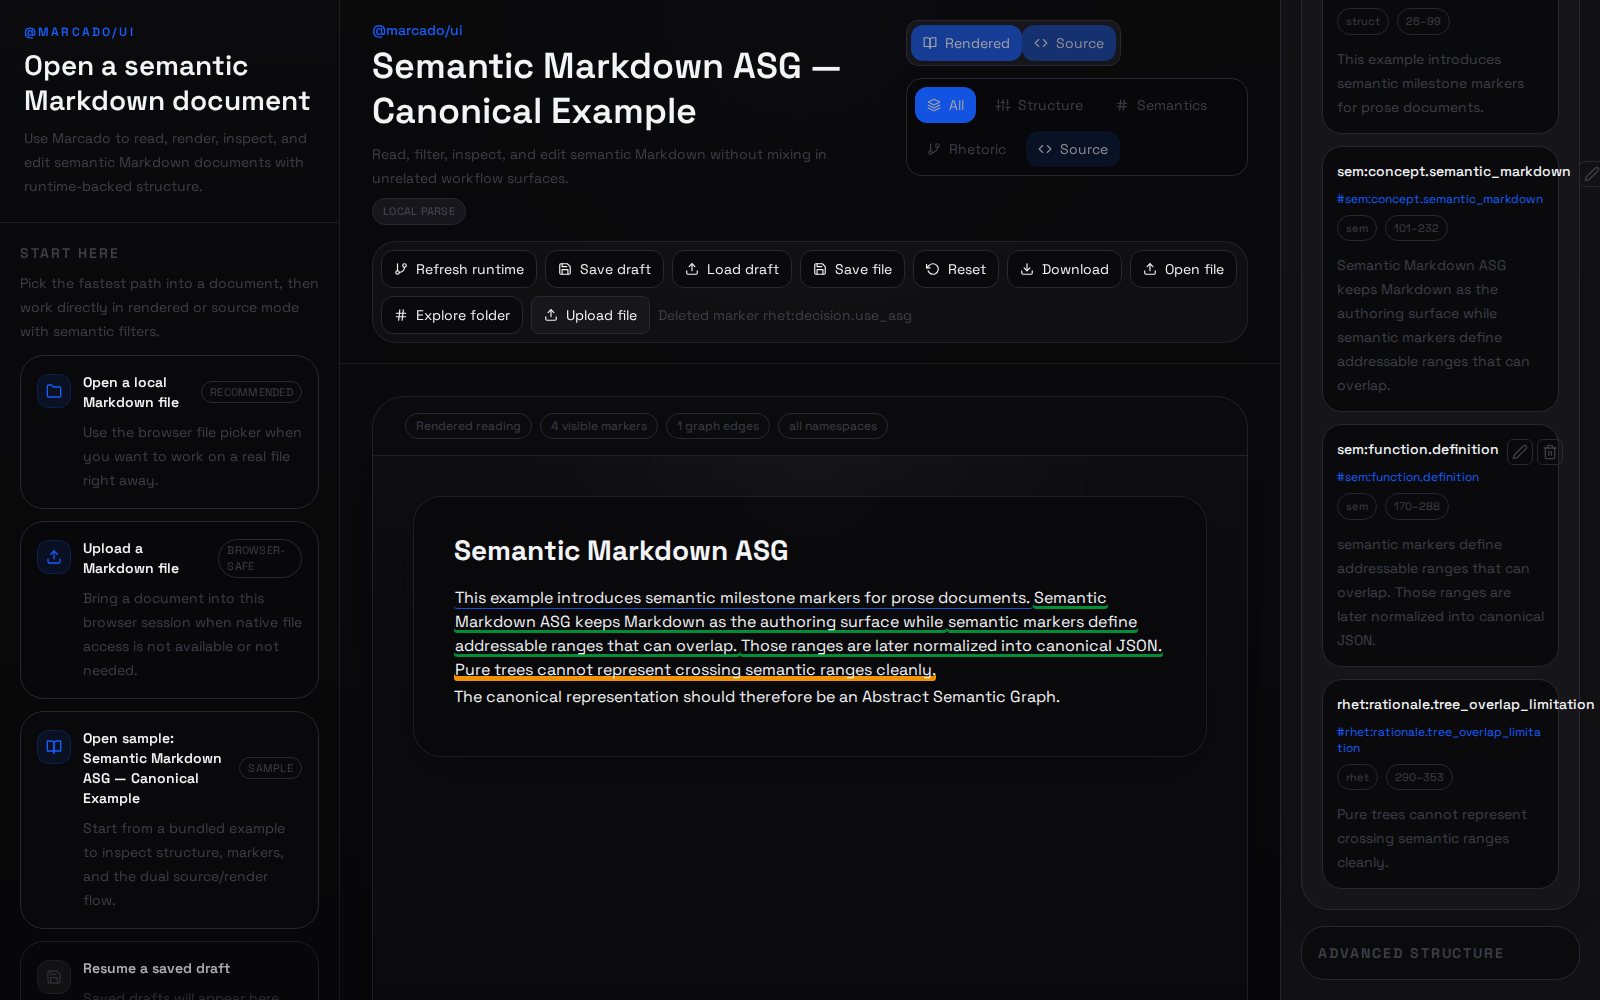 @MARCADO/UI
Open a semantic
Markdown document
Use Marcado to read, render, inspect, and
edit semantic Markdown documents with
runtime-backed structure.
START HERE
Pick the fastest path into a document, then
work directly in rendered or source mode
with semantic filters.
Open a local
Markdown file
RECOMMENDED
Use the browser file picker when
you want to work on a real file
right away.
Upload a
Markdown file
BROWSER-
SAFE
Bring a document into this
browser session when native file
access is not available or not
needed.
Open sample:
Semantic Markdown
ASG — Canonical
Example
SAMPLE
Start from a bundled example
to inspect structure, markers,
and the dual source/render
flow.
Resume a saved draft
Saved drafts will appear here
@marcado/ui
Semantic Markdown ASG —
Canonical Example
Read, filter, inspect, and edit semantic Markdown without mixing in
unrelated workflow surfaces.
LOCAL PARSE
Rendered Source
All Structure Semantics
Rhetoric Source
Refresh runtime Save draft Load draft Save file Reset Download Open file
Explore folder Upload file Deleted marker rhet:decision.use_asg
Rendered reading 4 visible markers 1 graph edges all namespaces
Semantic Markdown ASG
This example introduces semantic milestone markers for prose documents. Semantic
Markdown ASG keeps Markdown as the authoring surface while semantic markers define
addressable ranges that can overlap. Those ranges are later normalized into canonical JSON.
Pure trees cannot represent crossing semantic ranges cleanly.
The canonical representation should therefore be an Abstract Semantic Graph.
struct 26–99
This example introduces
semantic milestone markers
for prose documents.
sem:concept.semantic_markdown
#sem:concept.semantic_markdown
sem 101–232
Semantic Markdown ASG
keeps Markdown as the
authoring surface while
semantic markers define
addressable ranges that can
overlap.
sem:function.definition
#sem:function.definition
sem 170–288
semantic markers define
addressable ranges that can
overlap. Those ranges are
later normalized into canonical
JSON.
rhet:rationale.tree_overlap_limitation
#rhet:rationale.tree_overlap_limita
tion
rhet 290–353
Pure trees cannot represent
crossing semantic ranges
cleanly.
ADVANCED STRUCTURE